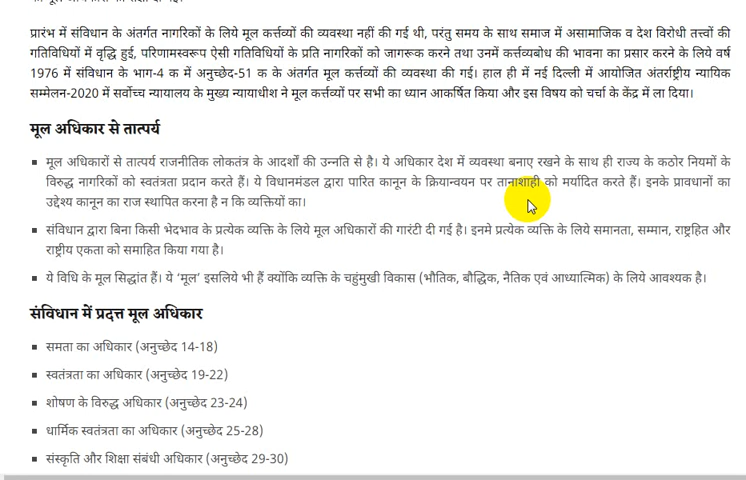 प्रारंभ में संविधान के अंतर्गत नागरिकों के लिये मूल कर्त्तव्यों की व्यवस्था नहीं की गई थी, परंतु समय के साथ समाज में असामाजिक व देश विरोधी तत्त्वों की
गतिविधियों में वृद्धि हुई, परिणामस्वरूप ऐसी गतिविधियों के प्रति नागरिकों को जागरूक करने तथा उनमें कर्त्तव्यबोध की भावना का प्रसार करने के लिये वर्ष
1976 में संविधान के भाग-4 क में अनुच्छेद-51 क के अंतर्गत मूल कर्त्तव्यों की व्यवस्था की गई। हाल ही में नई दिल्ली में आयोजित अंतर्राष्ट्रीय न्यायिक
सम्मेलन-2020 में सर्वोच्च न्यायालय के मुख्य न्यायाधीश ने मूल कर्त्तव्यों पर सभी का ध्यान आकर्षित किया और इस विषय को चर्चा के केंद्र में ला दिया।
मूल अधिकार से तात्पर्य
▪ मूल अधिकारों से तात्पर्य राजनीतिक लोकतंत्र के आदर्शों की उन्नति से है। ये अधिकार देश में व्यवस्था बनाए रखने के साथ ही राज्य के कठोर नियमों के
विरुद्ध नागरिकों को स्वतंत्रता प्रदान करते हैं। ये विधानमंडल द्वारा पारित कानून के क्रियान्वयन पर तानाशाही को मर्यादित करते हैं। इनके प्रावधानों का
उद्देश्य कानून का राज स्थापित करना है न कि व्यक्तियों का।
▪ संविधान द्वारा बिना किसी भेदभाव के प्रत्येक व्यक्ति के लिये मूल अधिकारों की गारंटी दी गई है। इनमे प्रत्येक व्यक्ति के लिये समानता, सम्मान, राष्ट्रहित और
राष्ट्रीय एकता को समाहित किया गया है।
▪ ये विधि के मूल सिद्धांत हैं। ये ‘मूल’ इसलिये भी हैं क्योंकि व्यक्ति के चहुंमुखी विकास (भौतिक, बौद्धिक, नैतिक एवं आध्यात्मिक) के लिये आवश्यक है।
संविधान में प्रदत्त मूल अधिकार
▪ समता का अधिकार (अनुच्छेद 14-18)
▪ स्वतंत्रता का अधिकार (अनुच्छेद 19-22)
▪ शोषण के विरुद्ध अधिकार (अनुच्छेद 23-24)
▪ धार्मिक स्वतंत्रता का अधिकार (अनुच्छेद 25-28)
▪ संस्कृति और शिक्षा संबंधी अधिकार (अनुच्छेद 29-30)